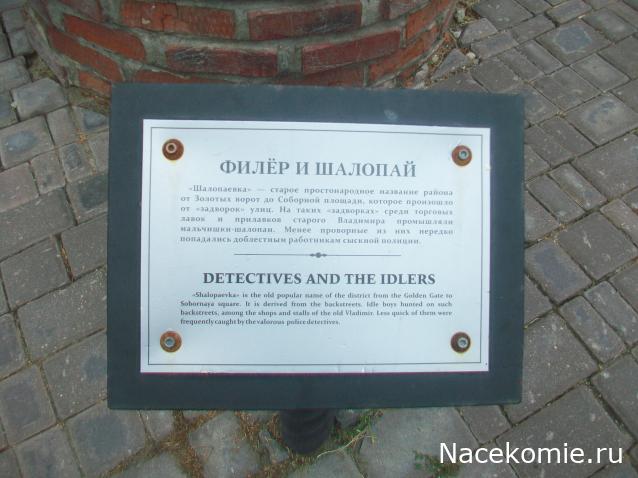 ФИЛЁР И ШАЛОПАЙ
«Шалопаевка» — старое простонародное название района
от Золотых ворот до Соборной площади, которое произошло
от «задворок» улиц. На таких «задворках» среди торговых
лавок и прилавков старого Владимира промышляли
мальчишки-шалопаи. Менее проворные из них нередко
попадались доблестным работникам сыскной полиции.
DETECTIVES AND THE IDLERS
«Shalopaevka» is the old popular name of the district from the Golden Gate to
Sobornaya square. It is derived from the backstreets. Idle boys hunted on such
backstreets, among the shops and stalls of the old Vladimir. Less quick of them were
frequently caught by the valorous police detectives.
Nacekomie.ru